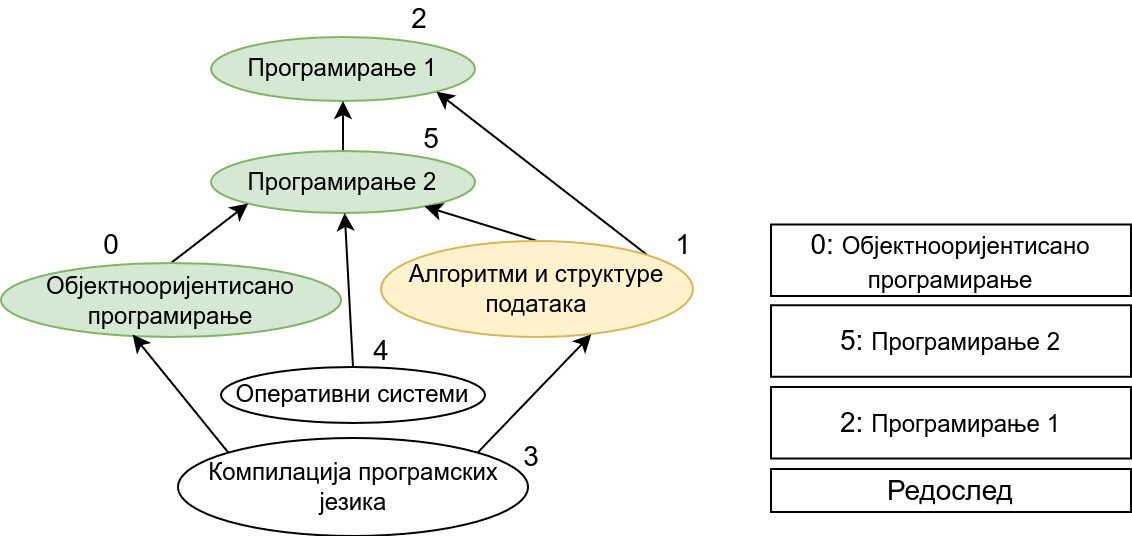 2
Програмирање 1
5
Програмирање 2
0
Објектнооријентисано
програмирање
1
Алгоритми и структуре
података
4
Оперативни системи
3
Компилација програмских
језика
0: Објектнооријентисано
програмирање
5: Програмирање 2
2: Програмирање 1
Редослед